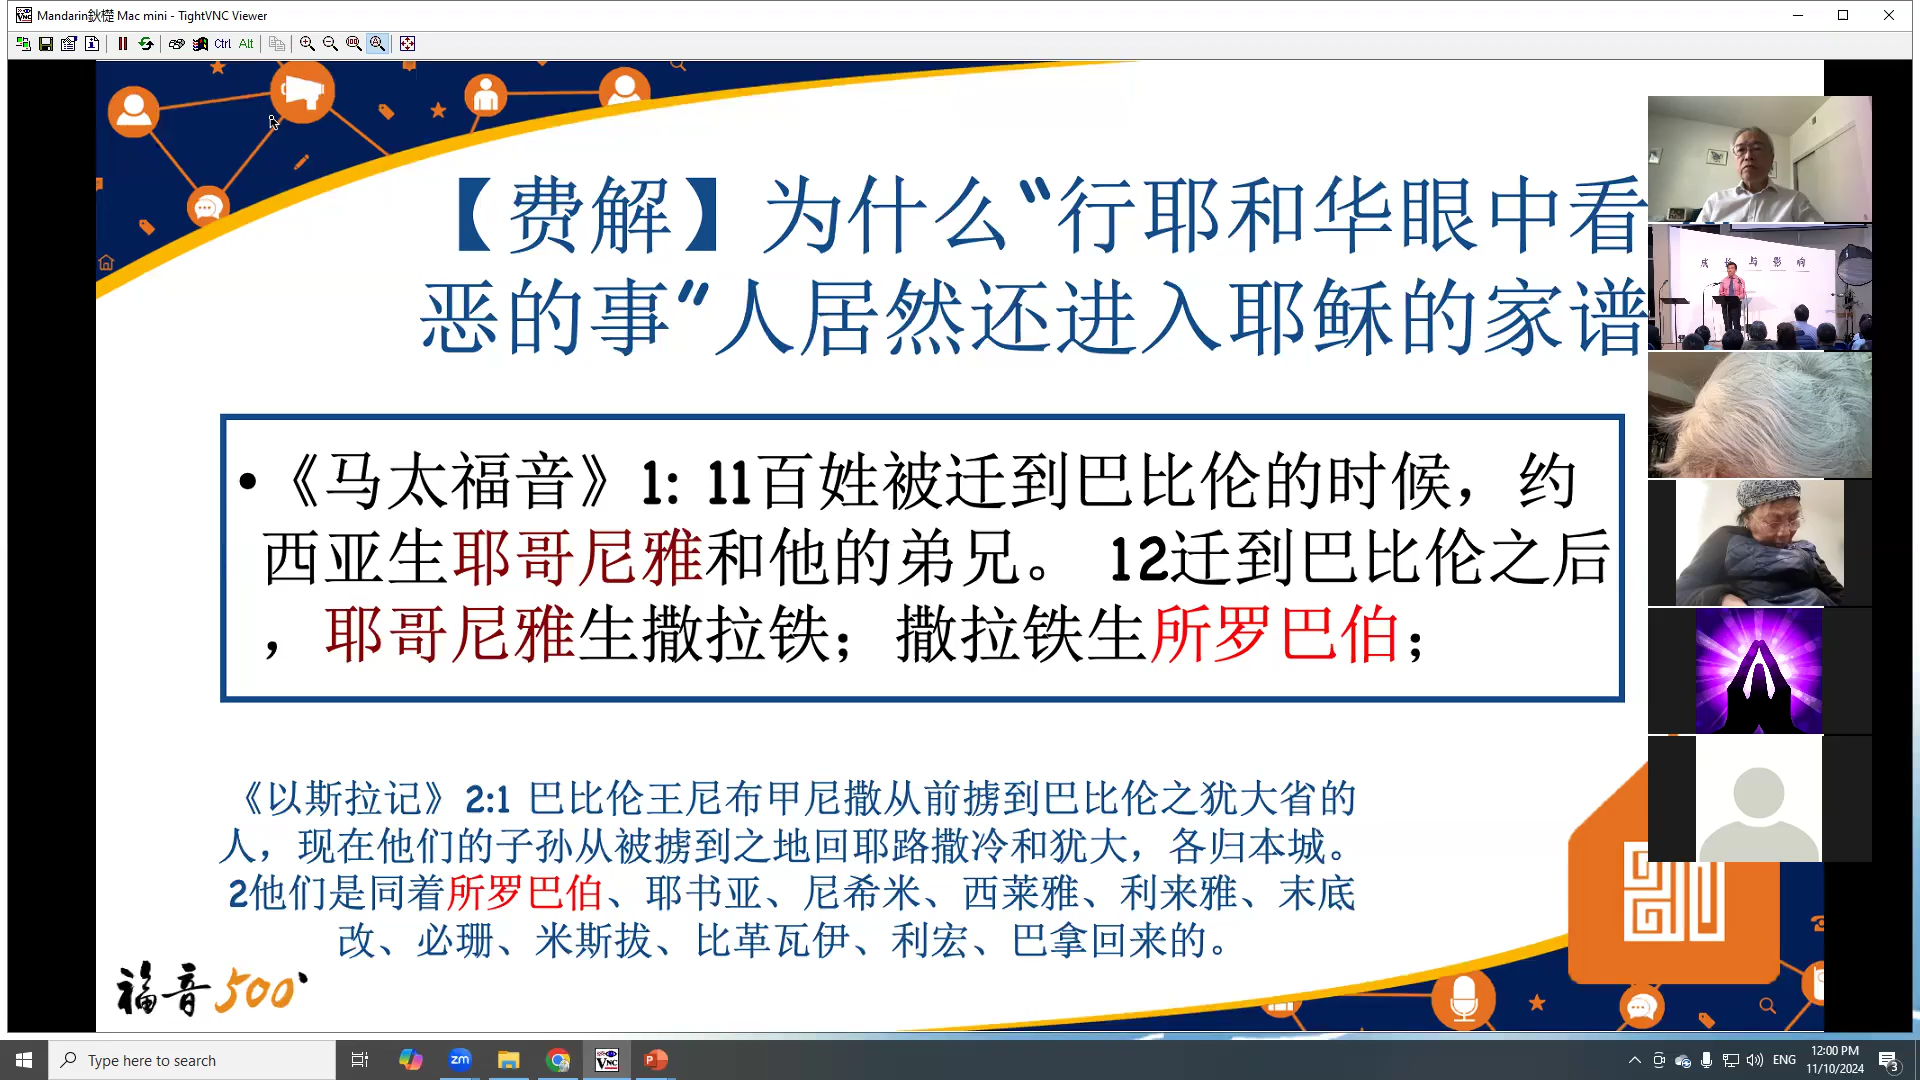 Mandarin鈥檚 Mac mini - TightVNC Viewer
Ctrl Alt
【费解】为什么“行耶和华眼中看
恶的事”人居然还进入耶稣的家谱
成长与影响
•《马太福音》1: 11百姓被迁到巴比伦的时候，约
西亚生耶哥尼雅和他的弟兄。 12迁到巴比伦之后
，耶哥尼雅生撒拉铁；撒拉铁生所罗巴伯；
《以斯拉记》2:1 巴比伦王尼布甲尼撒从前掳到巴比伦之犹大省的
人，现在他们的子孙从被掳到之地回耶路撒冷和犹大，各归本城。
2他们是同着所罗巴伯、耶书亚、尼希米、西莱雅、利来雅、末底
改、必珊、米斯拔、比革瓦伊、利宏、巴拿回来的。
福音500
Type here to search
zm
VNC
P
ENG
12:00 PM
11/10/2024
3